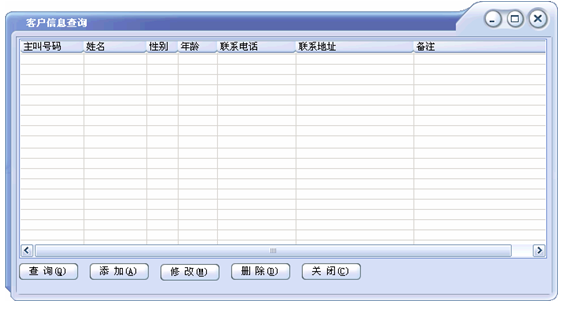 客户信息查询
主叫号码 姓名 性别 年龄 联系电话 联系地址 备注
查 询(Q) 添 加(A) 修 改(M) 删 除(D) 关 闭(C)